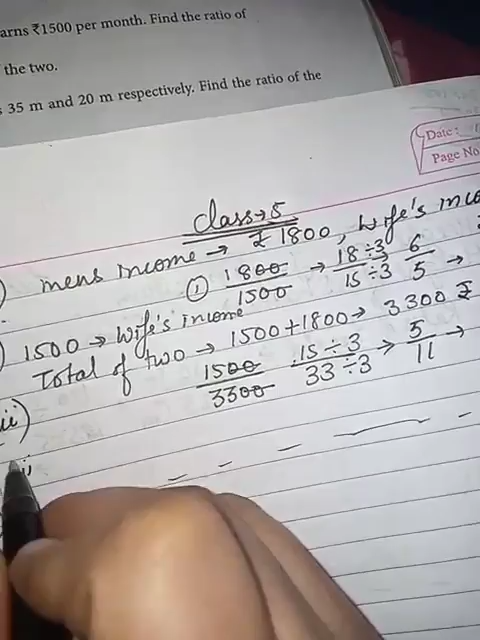 arns ₹1500 per month. Find the ratio of
the two.
35 m and 20 m respectively. Find the ratio of the
Date:
Page No
class→5
mens income → ₹ 1800, Wife's inco
① 1800/1500 → 18÷3/15÷3 6/5 →
1500 → Wife's income
Total of two → 1500+1800 → 3300 ₹
1500/3300 15÷3/33÷3 → 5/11 →
ii)
ii